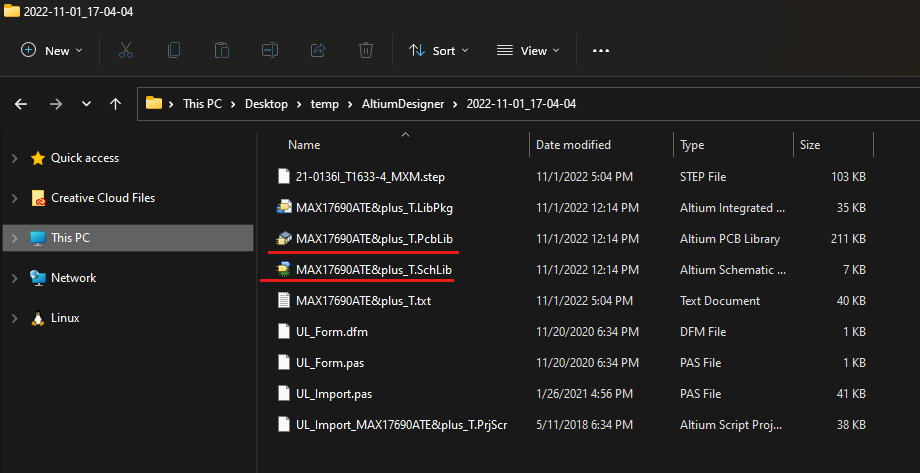 2022-11-01_17-04-04
New Sort View
This PC Desktop temp AltiumDesigner 2022-11-01_17-04-04
Name Date modified Type Size
Quick access
Creative Cloud Files
This PC
Network
Linux
21-0136I_T1633-4_MXM.step 11/1/2022 5:04 PM STEP File 103 KB
MAX17690ATE&plus_T.LibPkg 11/1/2022 12:14 PM Altium Integrated ... 35 KB
MAX17690ATE&plus_T.PcbLib 11/1/2022 12:14 PM Altium PCB Library 211 KB
MAX17690ATE&plus_T.SchLib 11/1/2022 12:14 PM Altium Schematic ... 7 KB
MAX17690ATE&plus_T.txt 11/1/2022 5:04 PM Text Document 40 KB
UL_Form.dfm 11/20/2020 6:34 PM DFM File 1 KB
UL_Form.pas 11/20/2020 6:34 PM PAS File 1 KB
UL_Import.pas 1/26/2021 4:56 PM PAS File 41 KB
UL_Import_MAX17690ATE&plus_T.PrjScr 5/11/2018 6:34 PM Altium Script Proj... 38 KB